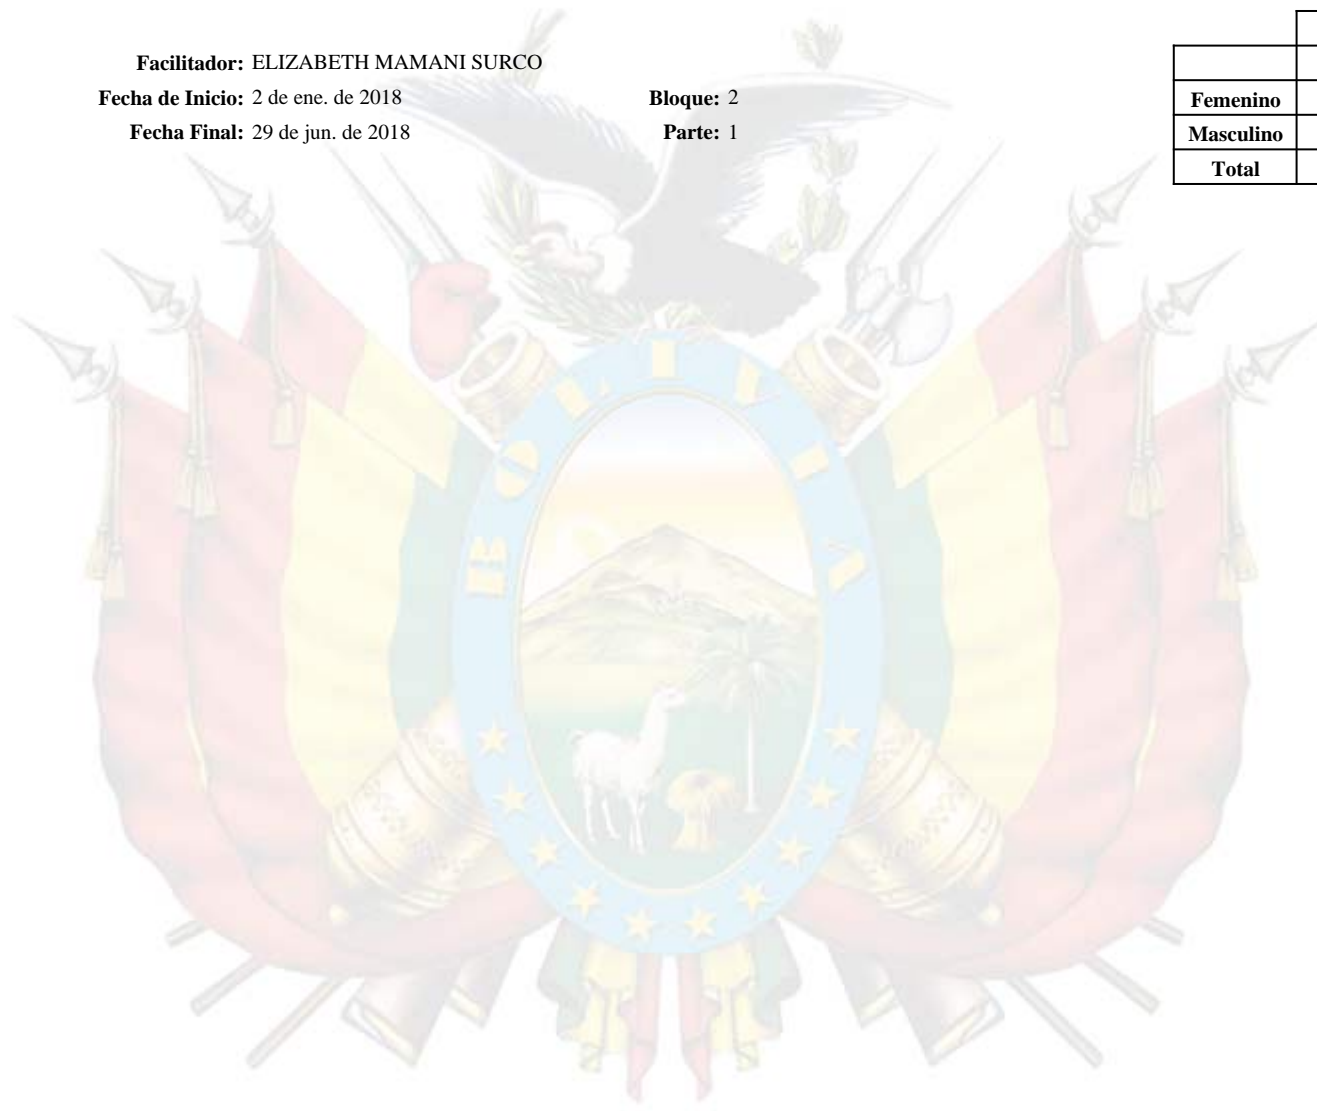 Facilitador: ELIZABETH MAMANI SURCO
Fecha de Inicio: 2 de ene. de 2018 Bloque: 2
Fecha Final: 29 de jun. de 2018 Parte: 1
Femenino
Masculino
Total
BOLIVIA